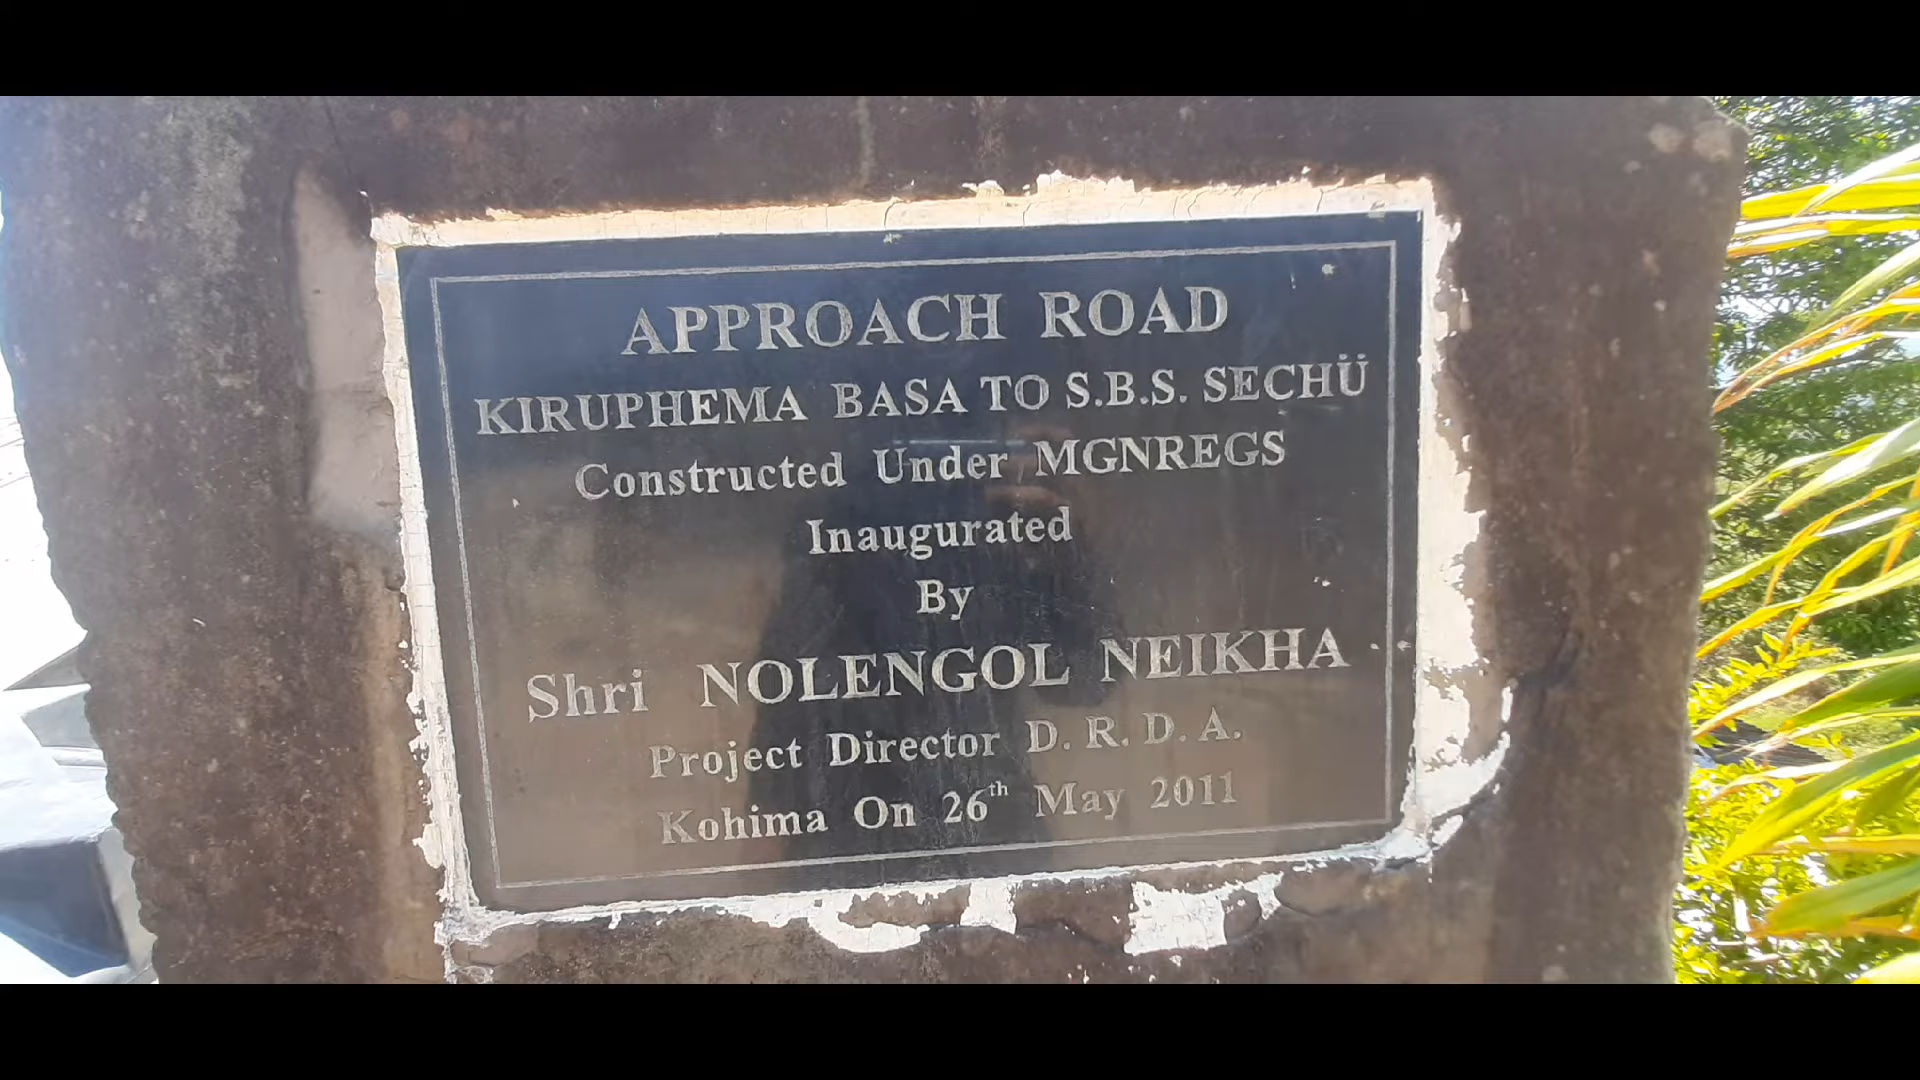 APPROACH ROAD
KIRUPHEMA BASA TO S.B.S. SECHÜ
Constructed Under MGNREGS
Inaugurated
By
Shri NOLENGOL NEIKHA
Project Director D. R. D. A.
Kohima On 26th May 2011